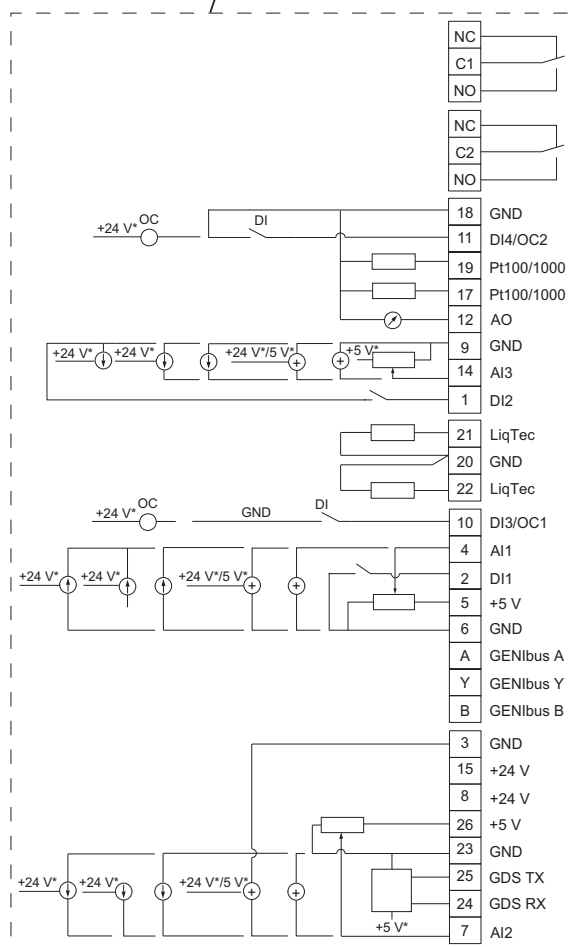 NC
C1
NO
NC
C2
NO
18 GND
+24 V* OC DI 11 DI4/OC2
19 Pt100/1000
17 Pt100/1000
12 AO
9 GND
+24 V* +24 V* +24 V*/5 V* +5 V*
14 AI3
1 DI2
21 LiqTec
20 GND
22 LiqTec
+24 V* OC GND DI 10 DI3/OC1
4 AI1
+24 V* +24 V* +24 V*/5 V* 2 DI1
5 +5 V
6 GND
A GENIbus A
Y GENIbus Y
B GENIbus B
3 GND
15 +24 V
8 +24 V
26 +5 V
23 GND
25 GDS TX
+24 V* +24 V* +24 V*/5 V* 24 GDS RX
+5 V* 7 AI2